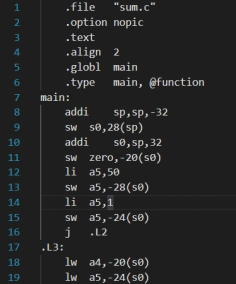 1 .file "sum.c"
2 .option nopic
3 .text
4 .align 2
5 .globl main
6 .type main, @function
7 main:
8 addi sp,sp,-32
9 sw s0,28(sp)
10 addi s0,sp,32
11 sw zero,-20(s0)
12 li a5,50
13 sw a5,-28(s0)
14 li a5,1
15 sw a5,-24(s0)
16 j .L2
17 .L3:
18 lw a4,-20(s0)
19 lw a5,-24(s0)